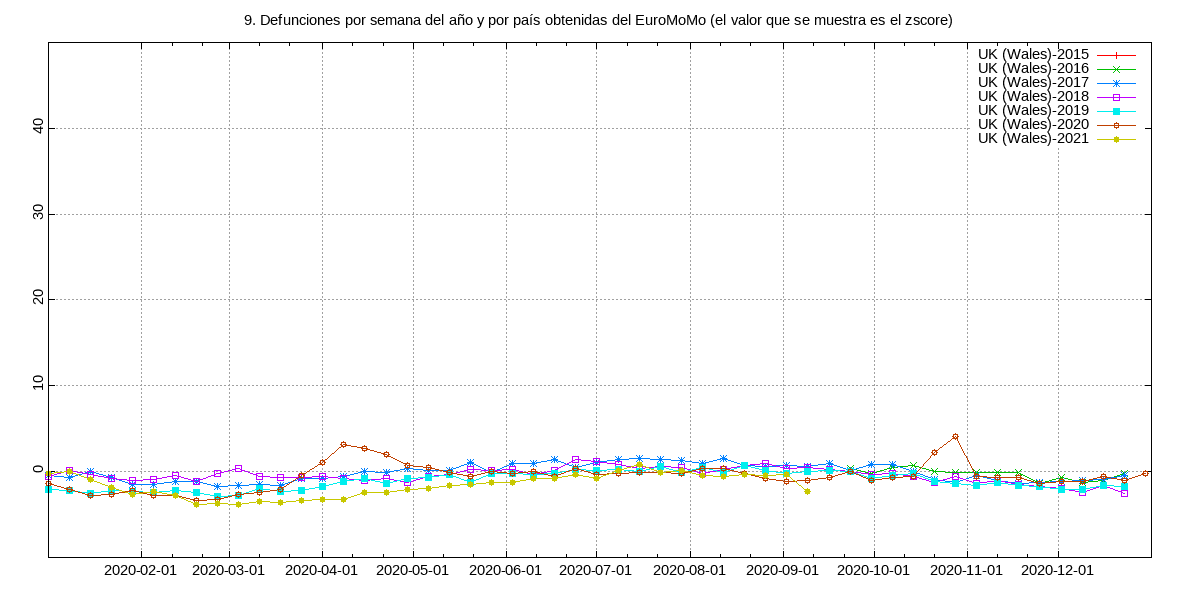 9. Defunciones por semana del año y por país obtenidas del EuroMoMo (el valor que se muestra es el zscore)
UK (Wales)-2015
UK (Wales)-2016
UK (Wales)-2017
UK (Wales)-2018
UK (Wales)-2019
UK (Wales)-2020
UK (Wales)-2021
40
30
20
10
0
2020-02-01 2020-03-01 2020-04-01 2020-05-01 2020-06-01 2020-07-01 2020-08-01 2020-09-01 2020-10-01 2020-11-01 2020-12-01